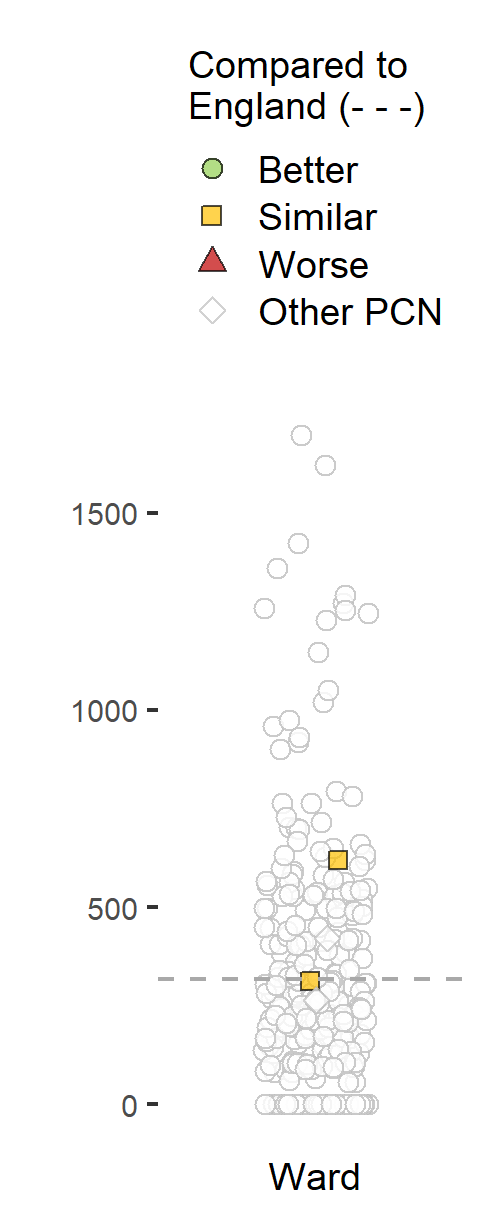 Compared to
England (- - -)
Better
Similar
Worse
Other PCN
1500
1000
500
0
Ward